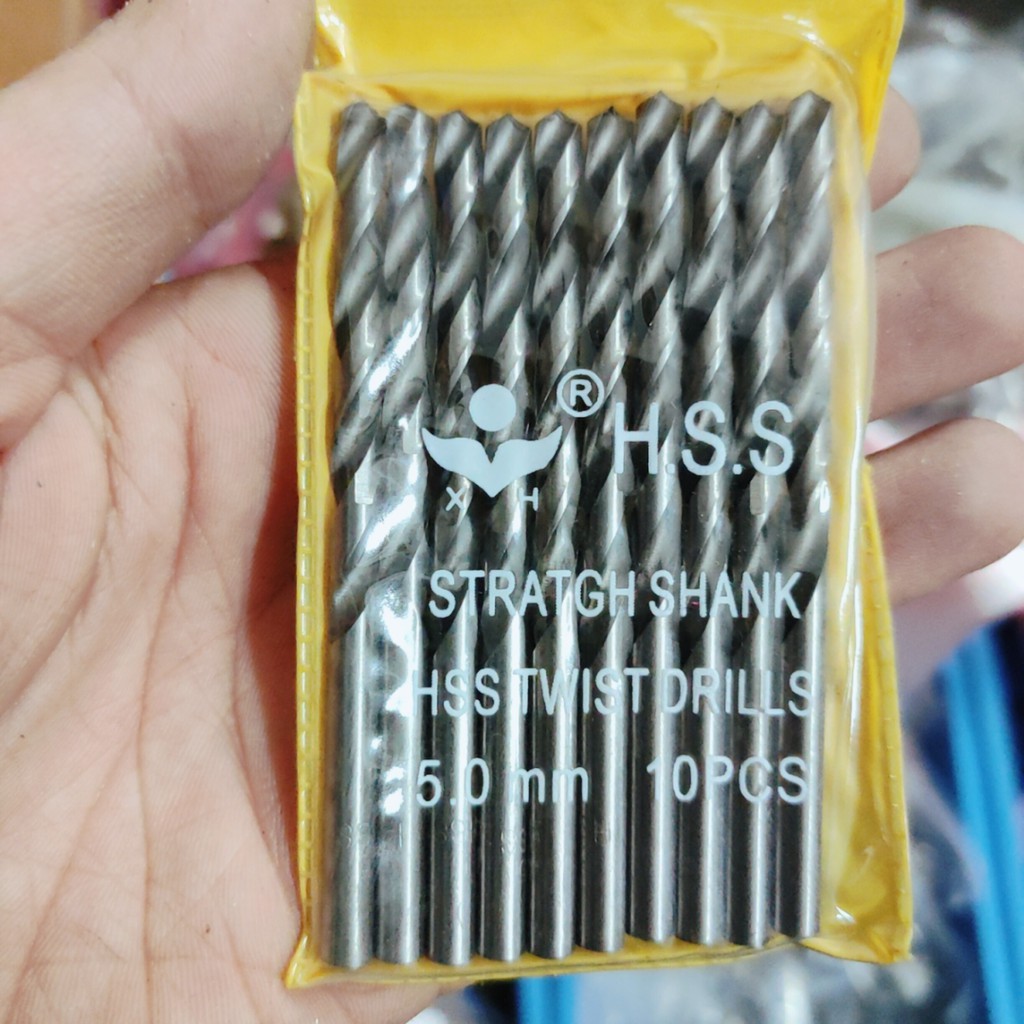 ® H.S.S
X H
STRATGH SHANK
HSS TWIST DRILLS
5.0 mm 10PCS